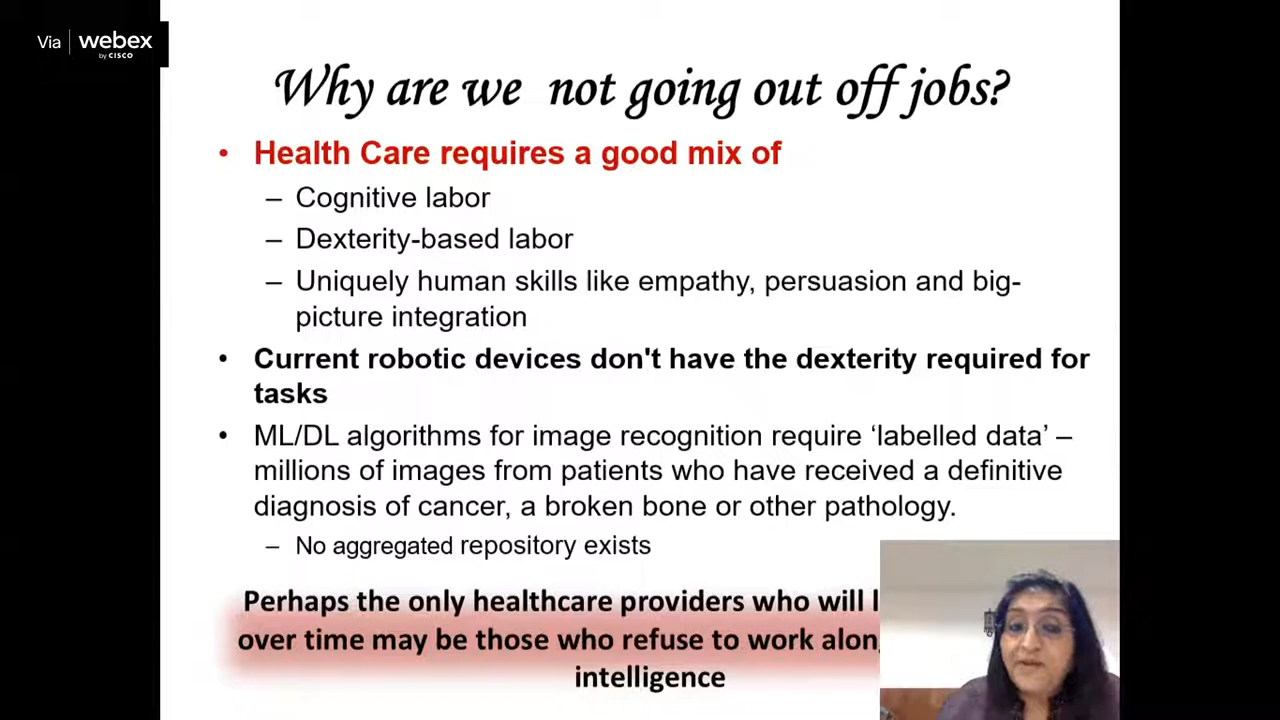 Via webex
by CISCO
Why are we not going out off jobs?
• Health Care requires a good mix of
– Cognitive labor
– Dexterity-based labor
– Uniquely human skills like empathy, persuasion and big-
picture integration
• Current robotic devices don't have the dexterity required for
tasks
• ML/DL algorithms for image recognition require ‘labelled data’ –
millions of images from patients who have received a definitive
diagnosis of cancer, a broken bone or other pathology.
– No aggregated repository exists
Perhaps the only healthcare providers who will
over time may be those who refuse to work
intelligence